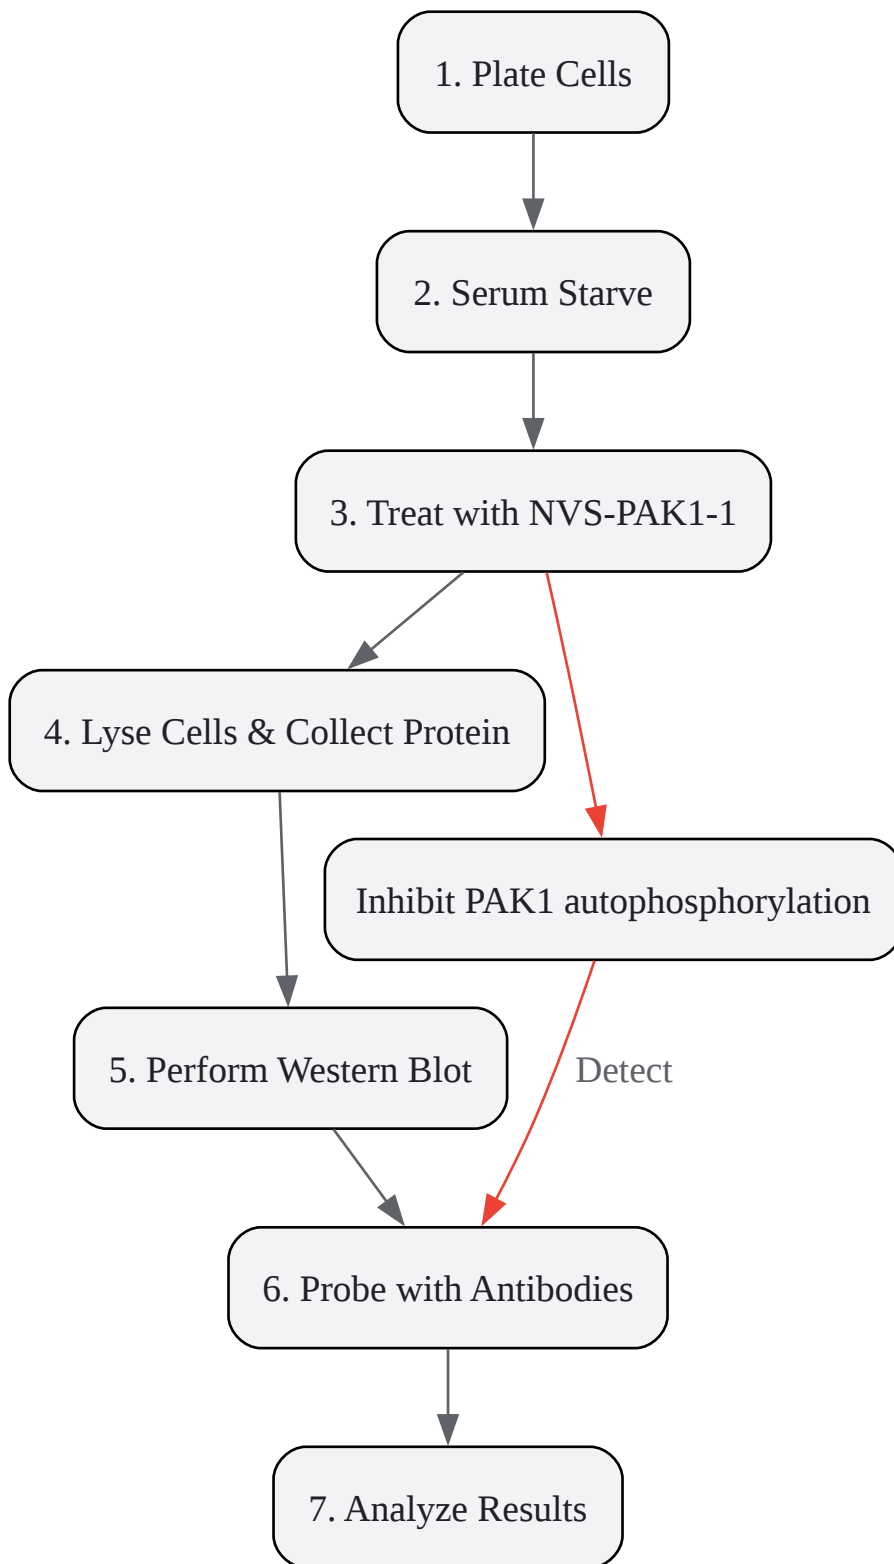 1. Plate Cells
2. Serum Starve
3. Treat with NVS-PAK1-1
4. Lyse Cells & Collect Protein
Inhibit PAK1 autophosphorylation
5. Perform Western Blot
Detect
6. Probe with Antibodies
7. Analyze Results